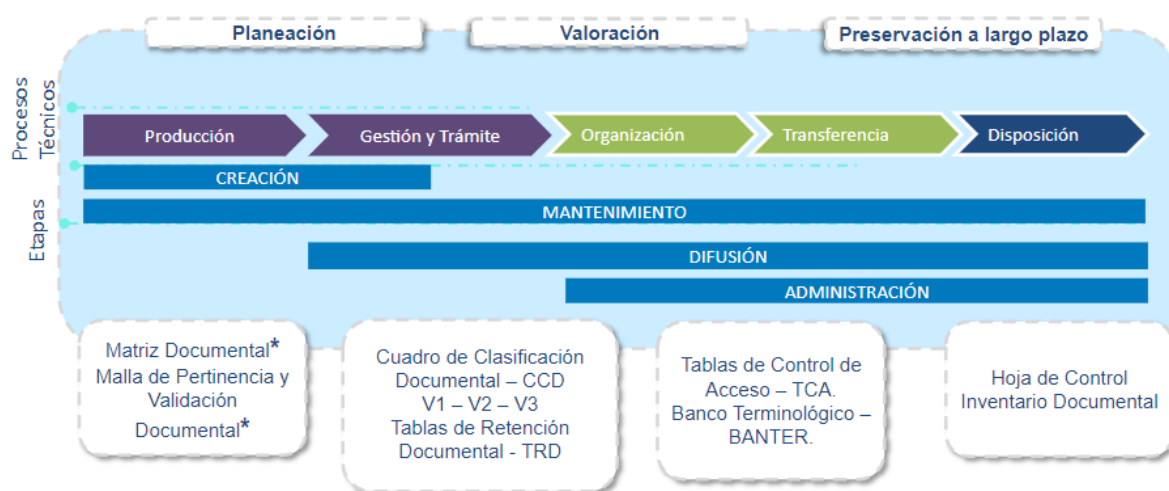 Planeación
Valoración
Preservación a largo plazo
Procesos
Técnicos
Producción
Gestión y Trámite
Organización
Transferencia
Disposición
Etapas
CREACIÓN
MANTENIMIENTO
DIFUSIÓN
ADMINISTRACIÓN
Matriz Documental*
Malla de Pertinencia y
Validación
Documental*
Cuadro de Clasificación
Documental – CCD
V1 – V2 – V3
Tablas de Retención
Documental - TRD
Tablas de Control de
Acceso – TCA.
Banco Terminológico –
BANTER.
Hoja de Control
Inventario Documental